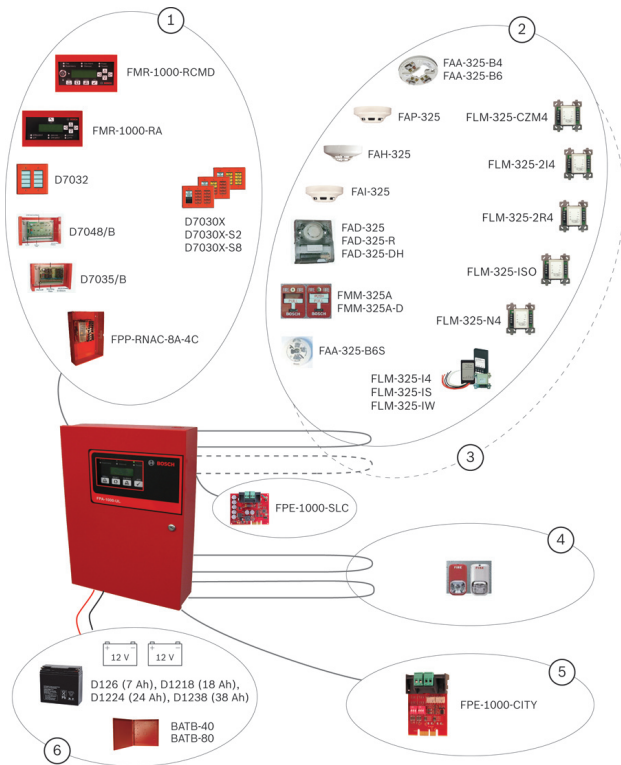 1
FMR-1000-RCMD
FMR-1000-RA
D7032
D7030X
D7030X-S2
D7030X-S8
D7048/B
D7035/B
FPP-RNAC-8A-4C
2
FAA-325-B4
FAA-325-B6
FAP-325
FLM-325-CZM4
FAH-325
FLM-325-2I4
FAI-325
FLM-325-2R4
FAD-325
FAD-325-R
FAD-325-DH
FLM-325-ISO
FMM-325A
FMM-325A-D
FLM-325-N4
FAA-325-B6S
FLM-325-I4
FLM-325-IS
FLM-325-IW
3
BOSCH
FPA-1000-UL
FPE-1000-SLC
4
FIRE
5
FPE-1000-CITY
+ −
12 V
+ −
12 V
D126 (7 Ah), D1218 (18 Ah),
D1224 (24 Ah), D1238 (38 Ah)
BATB-40
BATB-80
6